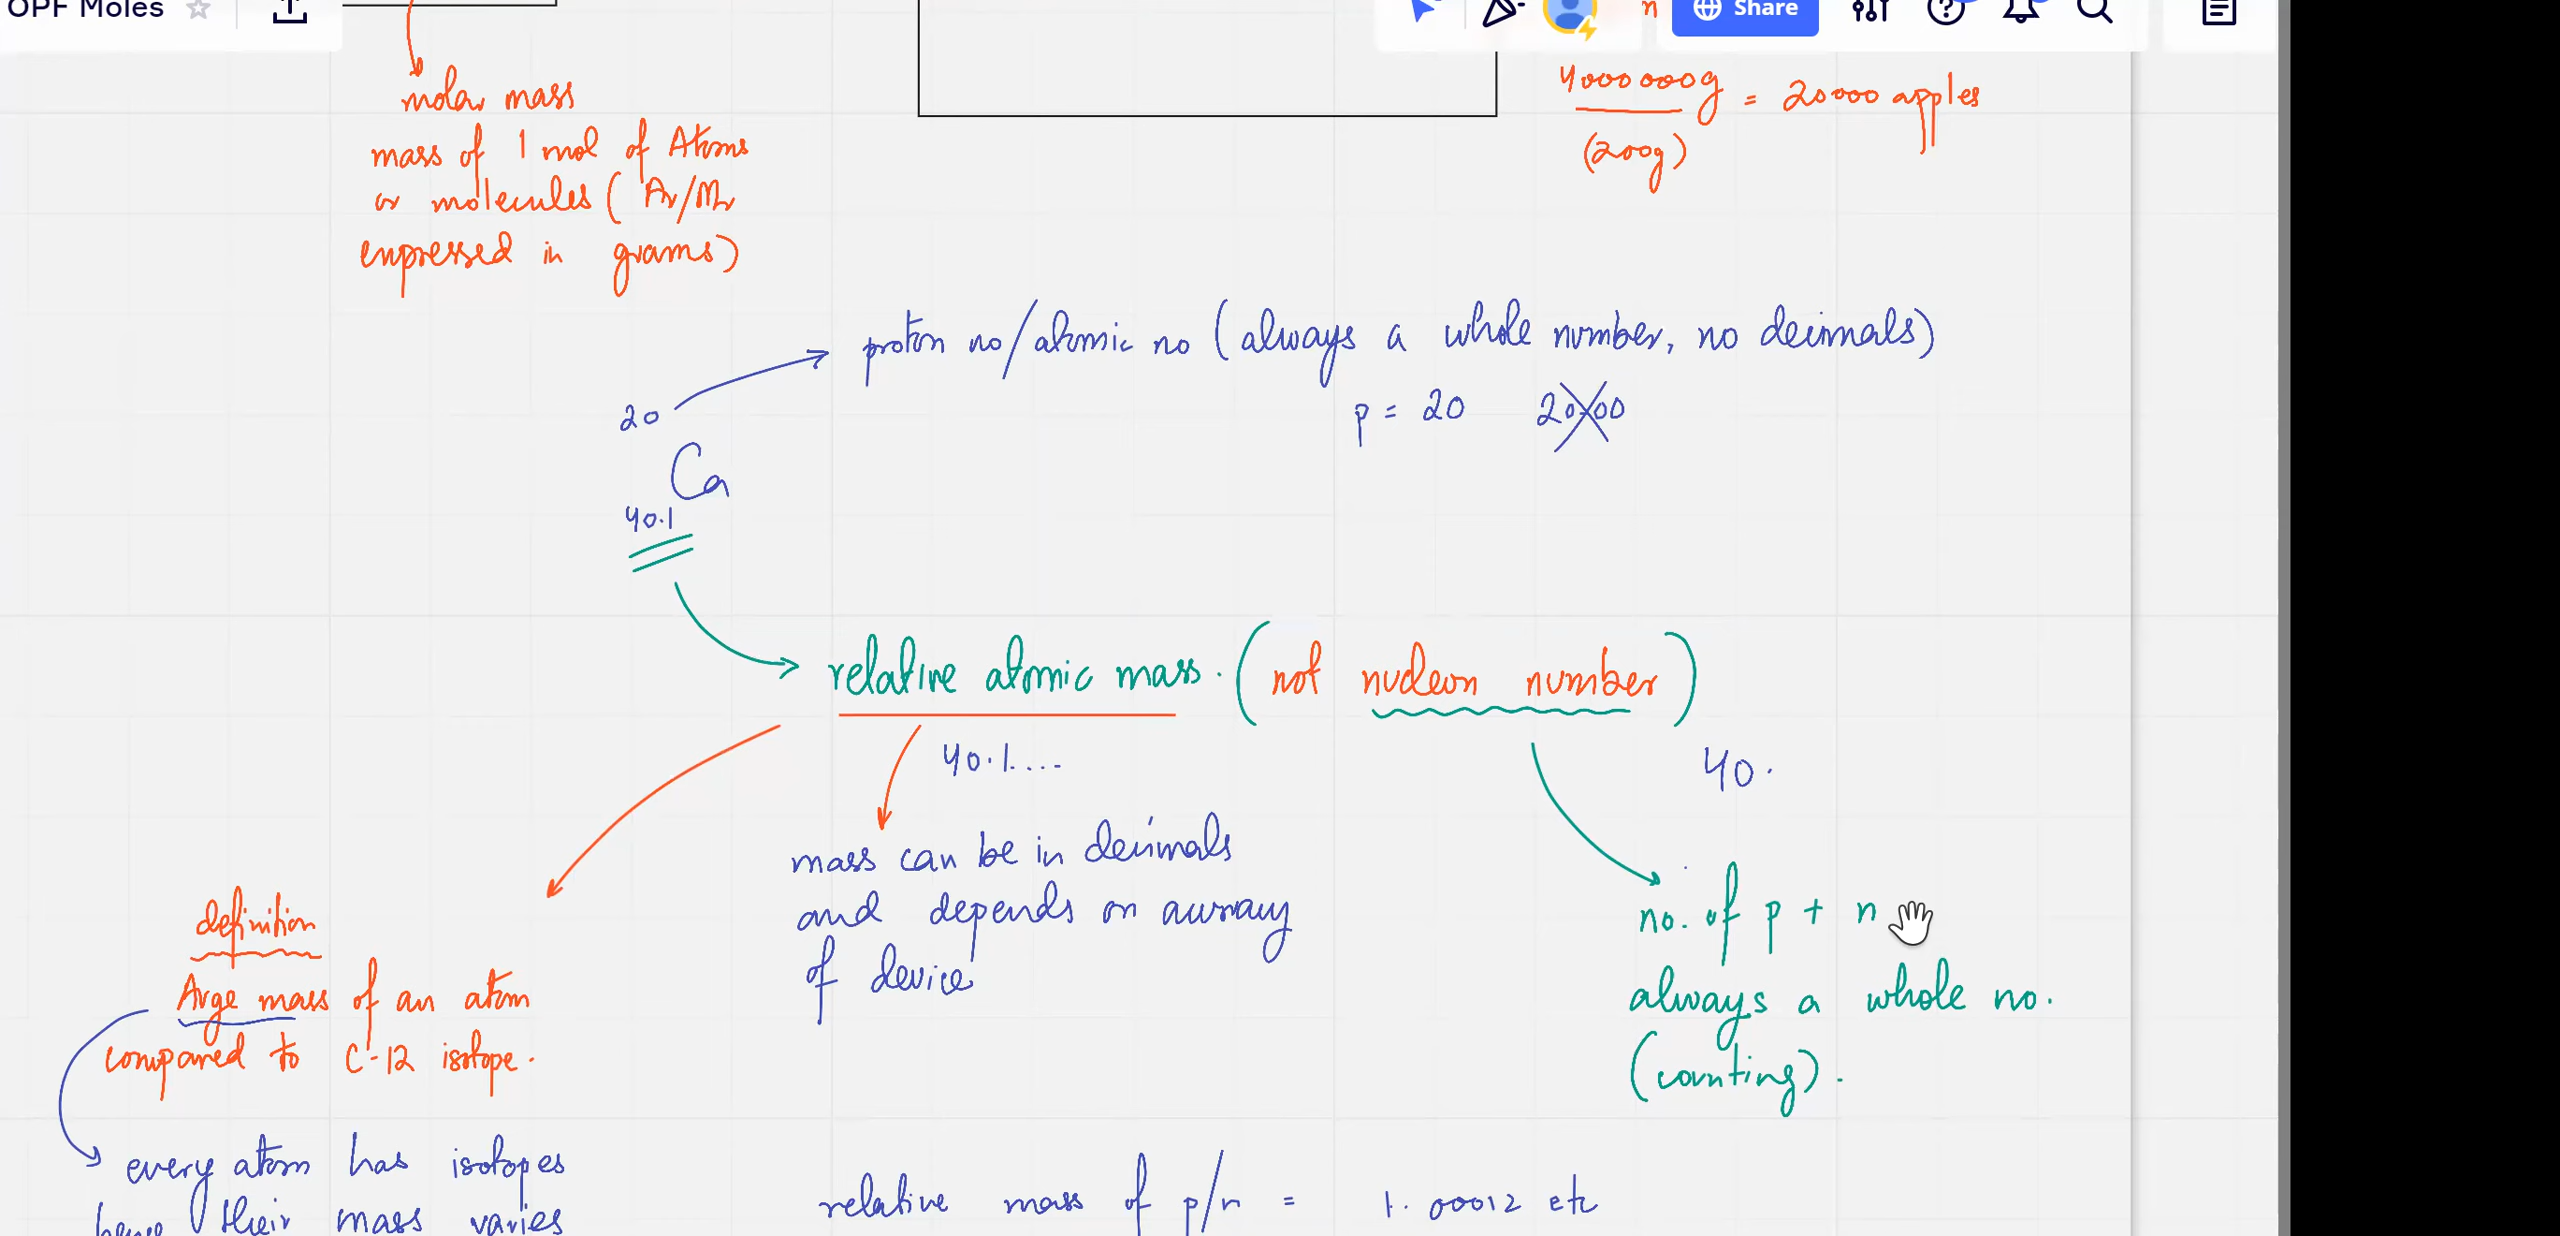 OPF Moles
Share
n
molar mass
mass of 1 mol of Atoms
or molecules (Ar/Mr
expressed in grams)
4000 000g = 20000 apples
(200g)
proton no/atomic no (always a whole number, no decimals)
p = 20 20.00
20
Ca
40.1
relative atomic mass. (not nucleon number)
40.1....
40.
mass can be in decimals
and depends on accuracy
of device
no. of p + n
always a whole no.
(counting).
definition
Avge mass of an atom
compared to C-12 isotope.
every atom has isotopes
hence their mass varies
relative mass of p/n = 1.00012 etc